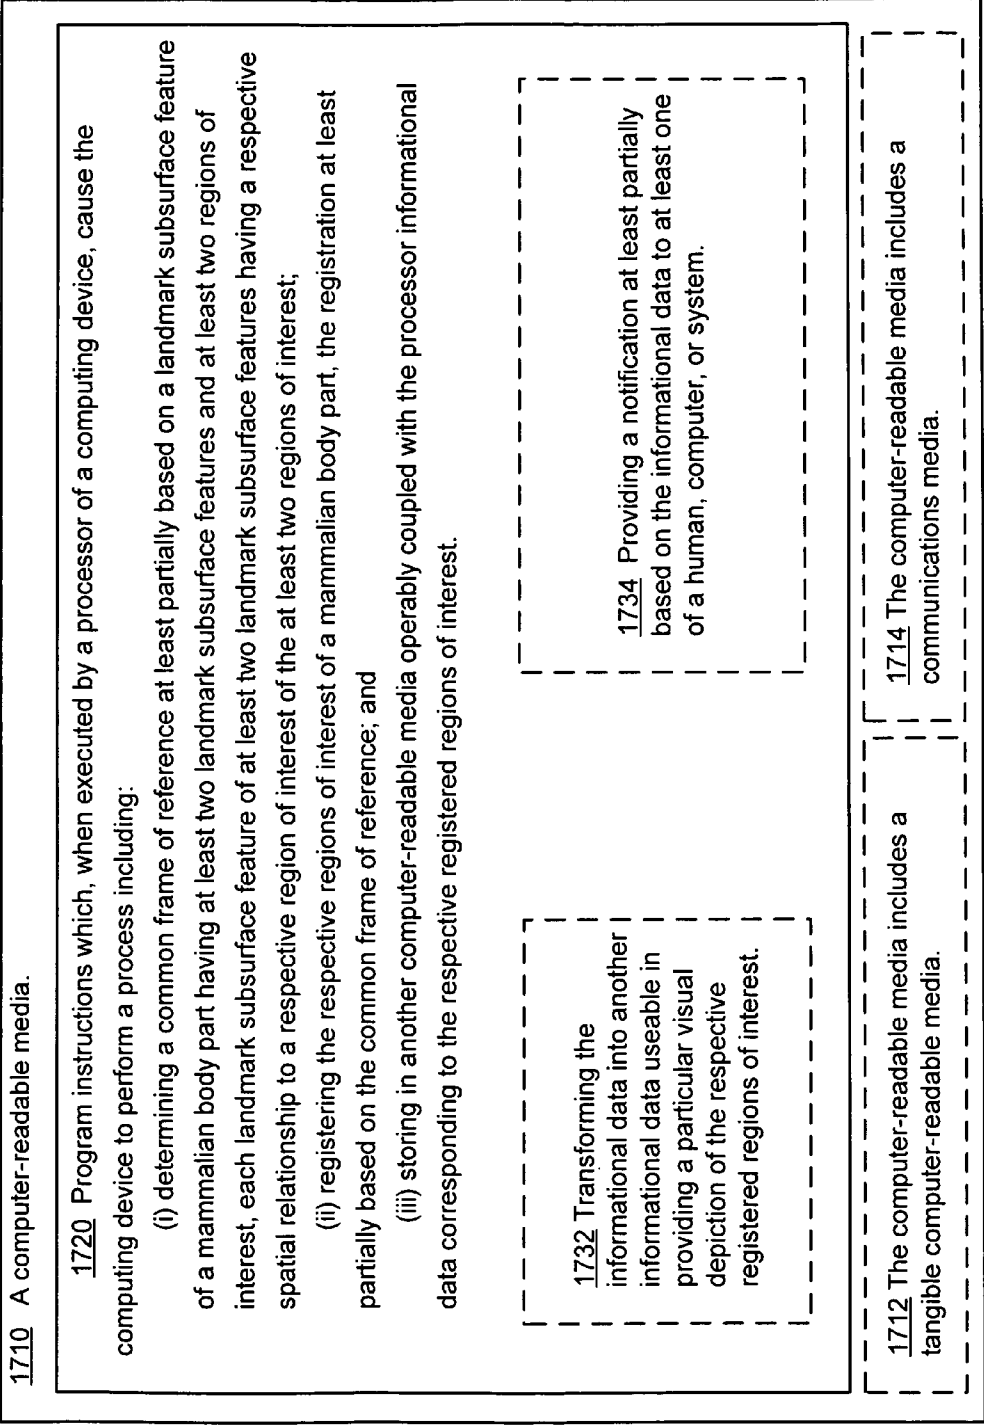 1710 A computer-readable media.
1720 Program instructions which, when executed by a processor of a computing device, cause the
computing device to perform a process including:
(i) determining a common frame of reference at least partially based on a landmark subsurface feature
of a mammalian body part having at least two landmark subsurface features and at least two regions of
interest, each landmark subsurface feature of at least two landmark subsurface features having a respective
spatial relationship to a respective region of interest of the at least two regions of interest;
(ii) registering the respective regions of interest of a mammalian body part, the registration at least
partially based on the common frame of reference; and
(iii) storing in another computer-readable media operably coupled with the processor informational
data corresponding to the respective registered regions of interest.
1732 Transforming the
informational data into another
informational data useable in
providing a particular visual
depiction of the respective
registered regions of interest.
1734 Providing a notification at least partially
based on the informational data to at least one
of a human, computer, or system.
1712 The computer-readable media includes a
tangible computer-readable media.
1714 The computer-readable media includes a
communications media.